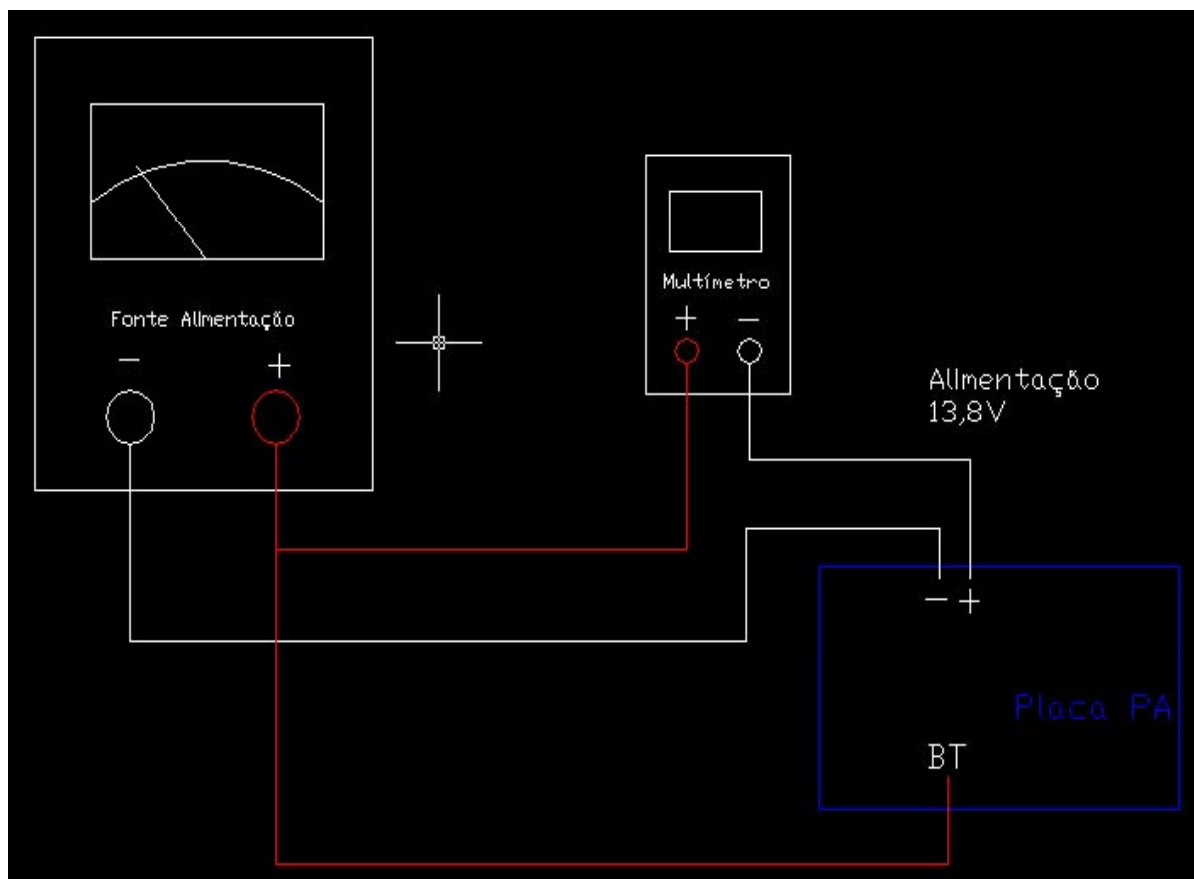 Multímetro
+ −
Fonte Alimentação
− +
Alimentação
13,8V
− +
Placa PA
BT